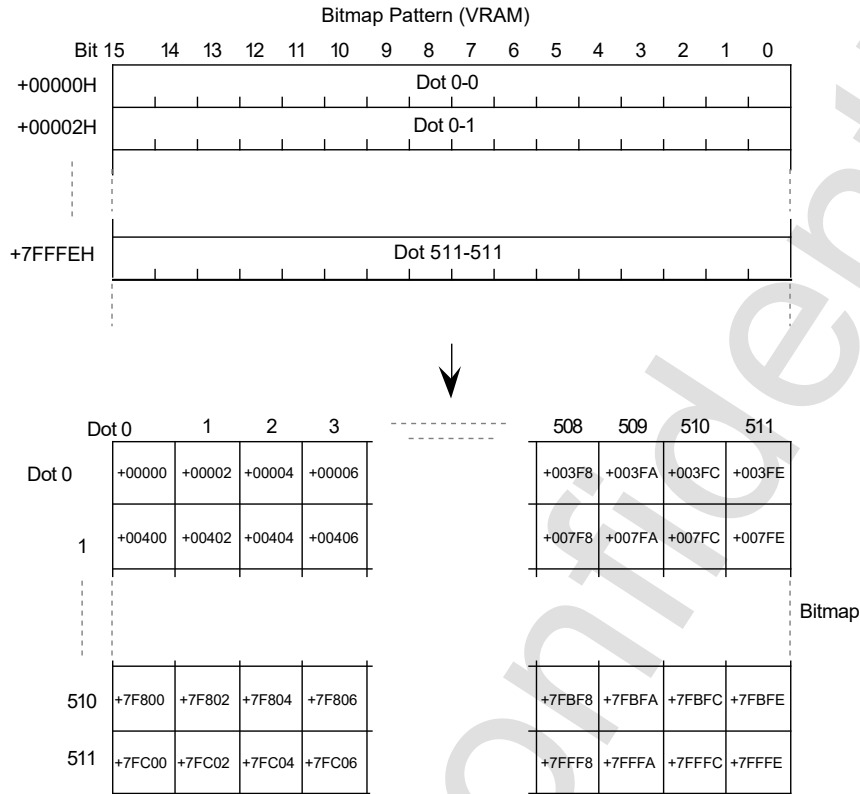 Bitmap Pattern (VRAM)
Bit 15 14 13 12 11 10 9 8 7 6 5 4 3 2 1 0
+00000H Dot 0-0
+00002H Dot 0-1
+7FFFEH Dot 511-511
Dot 0 1 2 3 508 509 510 511
Dot 0 +00000 +00002 +00004 +00006 +003F8 +003FA +003FC +003FE
1 +00400 +00402 +00404 +00406 +007F8 +007FA +007FC +007FE
Bitmap
510 +7F800 +7F802 +7F804 +7F806 +7FBF8 +7FBFA +7FBFC +7FBFE
511 +7FC00 +7FC02 +7FC04 +7FC06 +7FFF8 +7FFFA +7FFFC +7FFFE
onfident